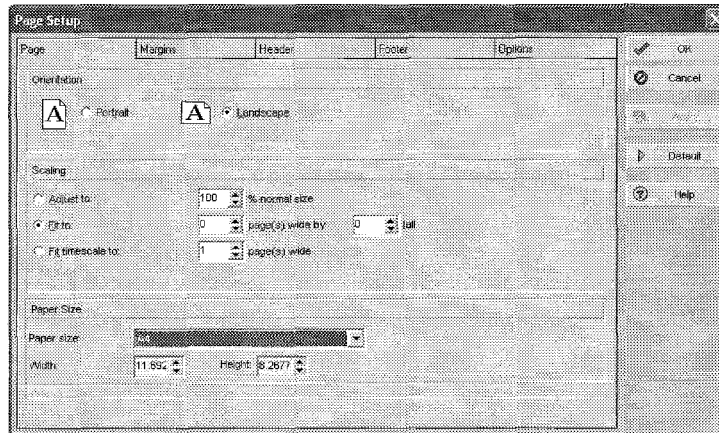 Page Setup
Page Margins Header Footer Options
Orientation
A Portrait A Landscape
Scaling
Adjust to: 100 % normal size
Fit to: 0 page(s) wide by 0 tall
Fit timescale to: 1 page(s) wide
Paper Size
Paper size: A4
Width: 11.692 Height: 8.2677
OK
Cancel
Default
Help